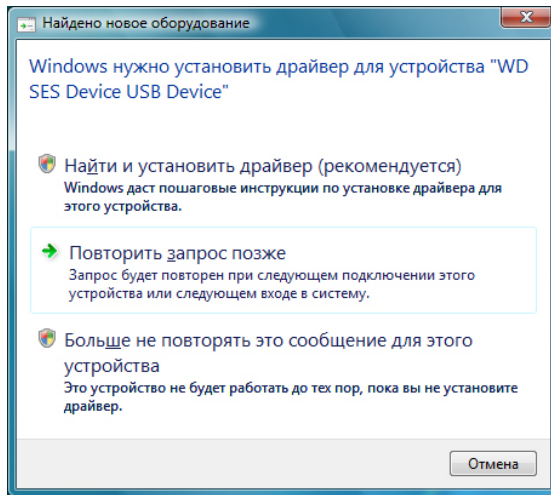 Найдено новое оборудование
Windows нужно установить драйвер для устройства "WD
SES Device USB Device"
Найти и установить драйвер (рекомендуется)
Windows даст пошаговые инструкции по установке драйвера для
этого устройства.
Повторить запрос позже
Запрос будет повторен при следующем подключении этого
устройства или следующем входе в систему.
Больше не повторять это сообщение для этого
устройства
Это устройство не будет работать до тех пор, пока вы не установите
драйвер.
Отмена